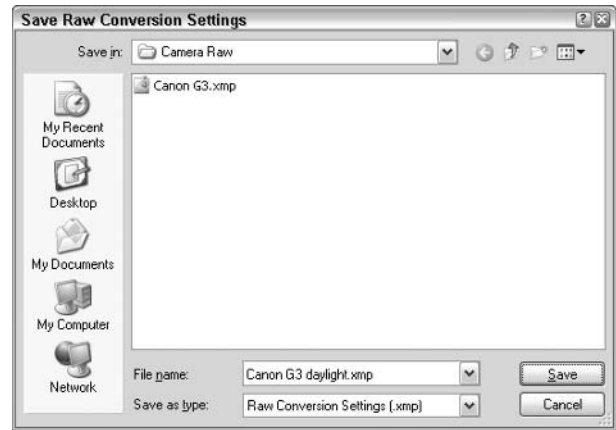 Save Raw Conversion Settings
Save in:
Camera Raw
Canon G3.xmp
My Recent
Documents
Desktop
My Documents
My Computer
Network
File name:
Canon G3 daylight.xmp
Save
Save as type:
Raw Conversion Settings (.xmp)
Cancel